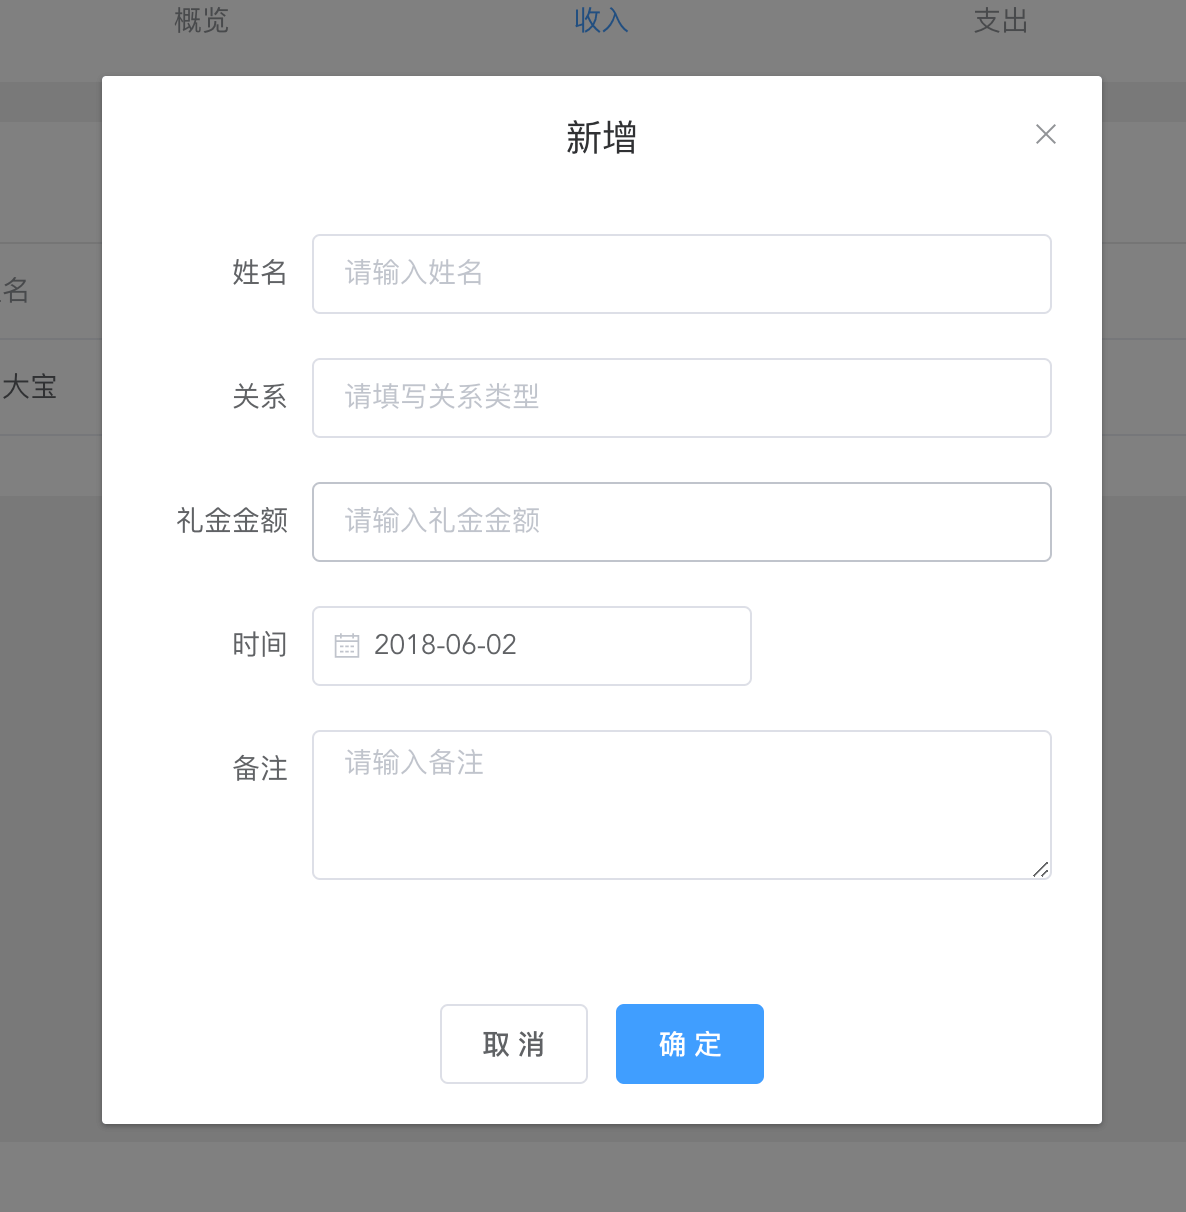 概览 收入 支出
新增
姓名 请输入姓名
名
关系 请填写关系类型
大宝
礼金金额 请输入礼金金额
时间 2018-06-02
备注 请输入备注
取 消 确 定